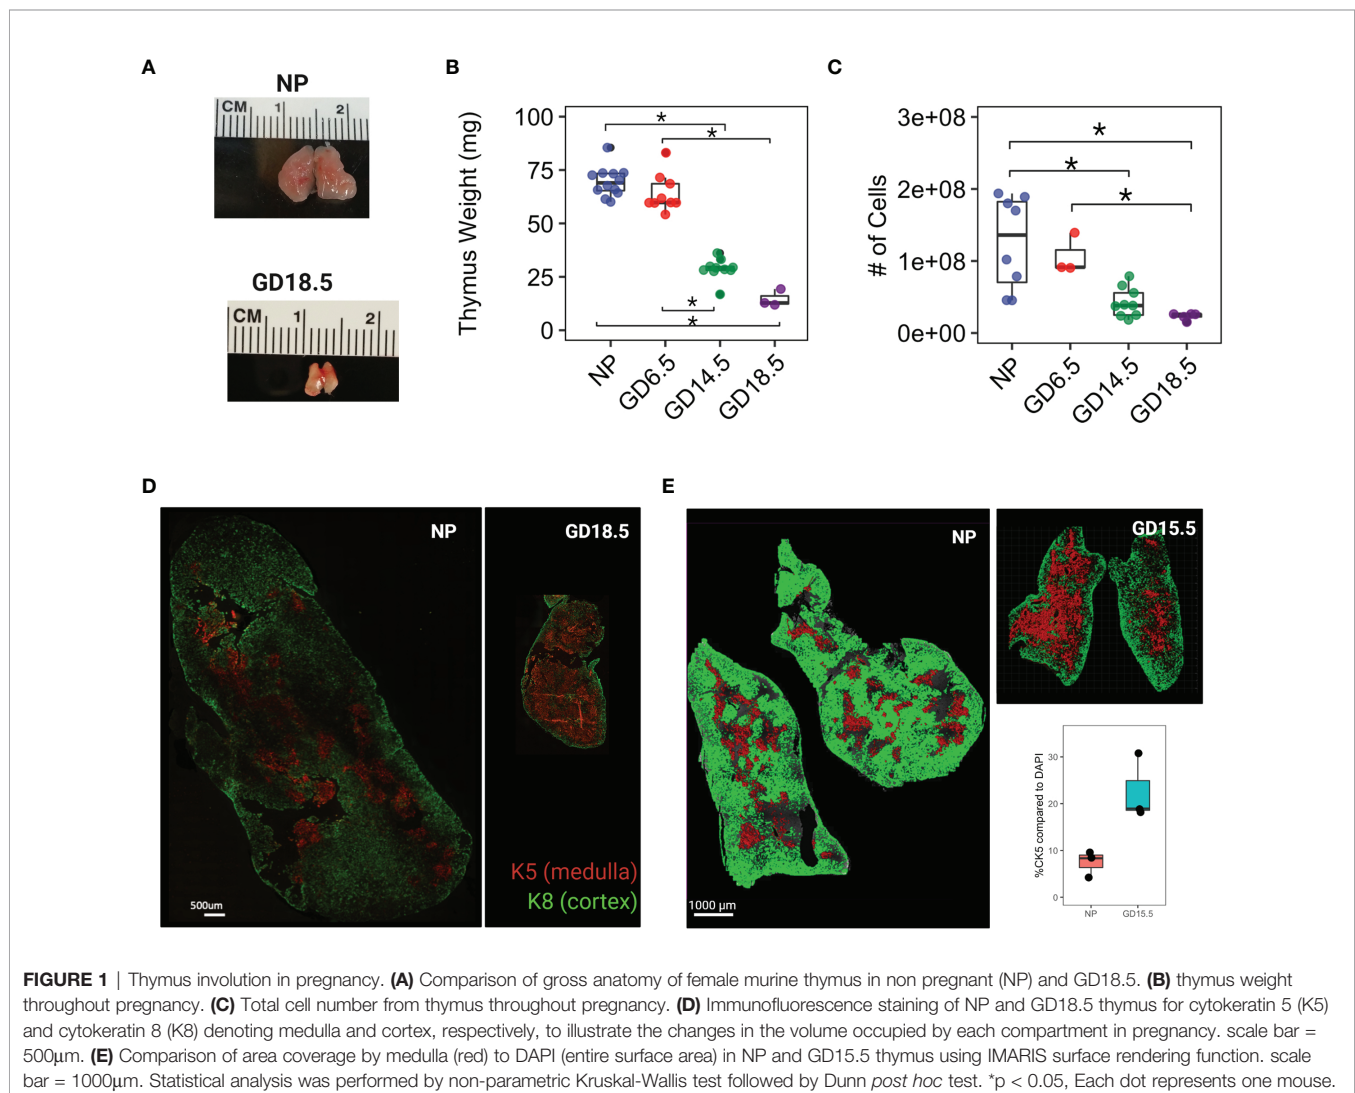 A
NP
CM 1 2
GD18.5
CM 1 2
B
Thymus Weight (mg)
100
75
50
25
0
*
*
*
*
NP
GD6.5
GD14.5
GD18.5
C
# of Cells
3e+08
2e+08
1e+08
0e+00
*
*
*
NP
GD6.5
GD14.5
GD18.5
D
NP
GD18.5
K5 (medulla)
K8 (cortex)
500um
E
NP
GD15.5
1000 μm
%CK5 compared to DAPI
30
20
10
0
NP
GD15.5
FIGURE 1 | Thymus involution in pregnancy. (A) Comparison of gross anatomy of female murine thymus in non pregnant (NP) and GD18.5. (B) thymus weight
throughout pregnancy. (C) Total cell number from thymus throughout pregnancy. (D) Immunofluorescence staining of NP and GD18.5 thymus for cytokeratin 5 (K5)
and cytokeratin 8 (K8) denoting medulla and cortex, respectively, to illustrate the changes in the volume occupied by each compartment in pregnancy. scale bar =
500μm. (E) Comparison of area coverage by medulla (red) to DAPI (entire surface area) in NP and GD15.5 thymus using IMARIS surface rendering function. scale
bar = 1000μm. Statistical analysis was performed by non-parametric Kruskal-Wallis test followed by Dunn post hoc test. *p < 0.05, Each dot represents one mouse.